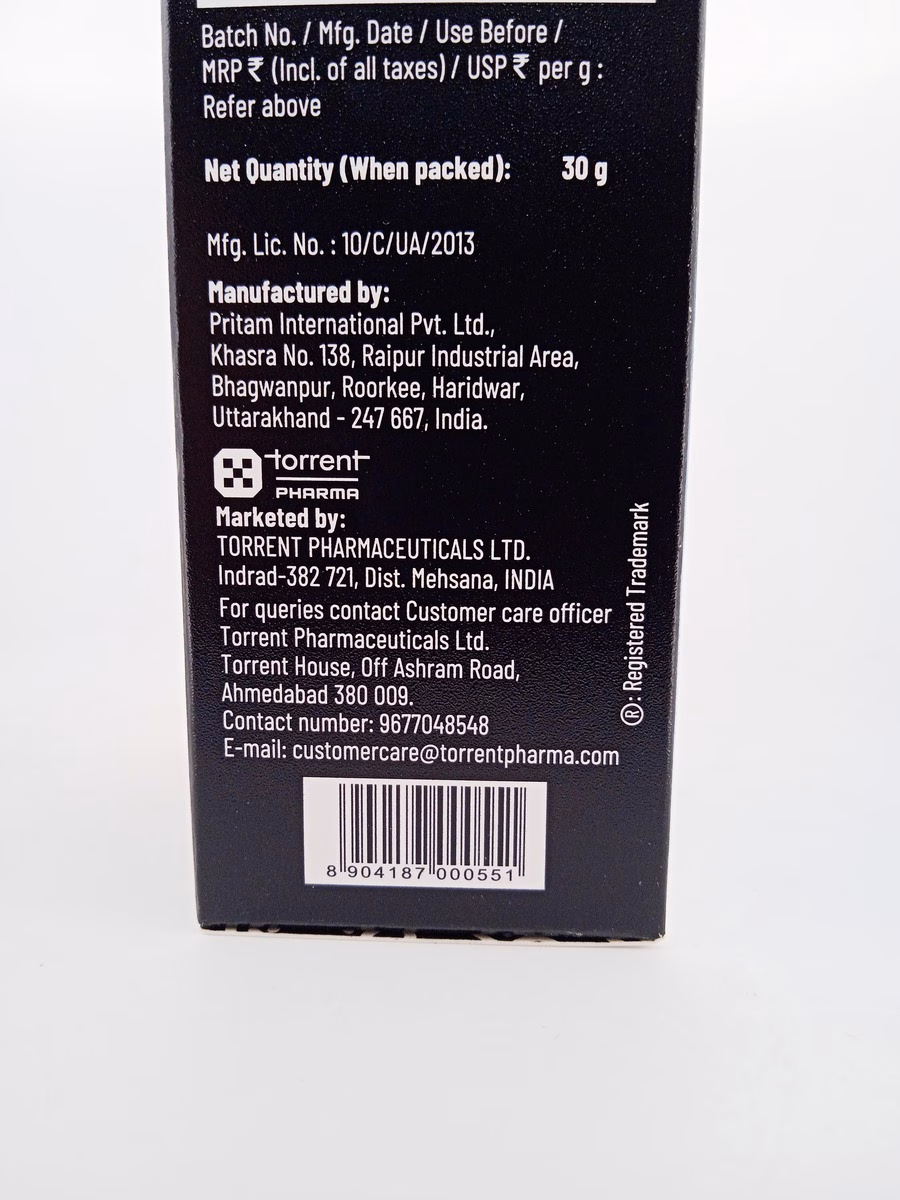 Batch No. / Mfg. Date / Use Before /
MRP ₹ (Incl. of all taxes) / USP ₹ per g :
Refer above
Net Quantity (When packed): 30 g
Mfg. Lic. No. : 10/C/UA/2013
Manufactured by:
Pritam International Pvt. Ltd.,
Khasra No. 138, Raipur Industrial Area,
Bhagwanpur, Roorkee, Haridwar,
Uttarakhand - 247 667, India.
torrent
PHARMA
Marketed by:
TORRENT PHARMACEUTICALS LTD.
Indrad-382 721, Dist. Mehsana, INDIA
For queries contact Customer care officer
Torrent Pharmaceuticals Ltd.
Torrent House, Off Ashram Road,
Ahmedabad 380 009.
Contact number: 9677048548
E-mail: customercare@torrentpharma.com
®: Registered Trademark
8 904187 000551